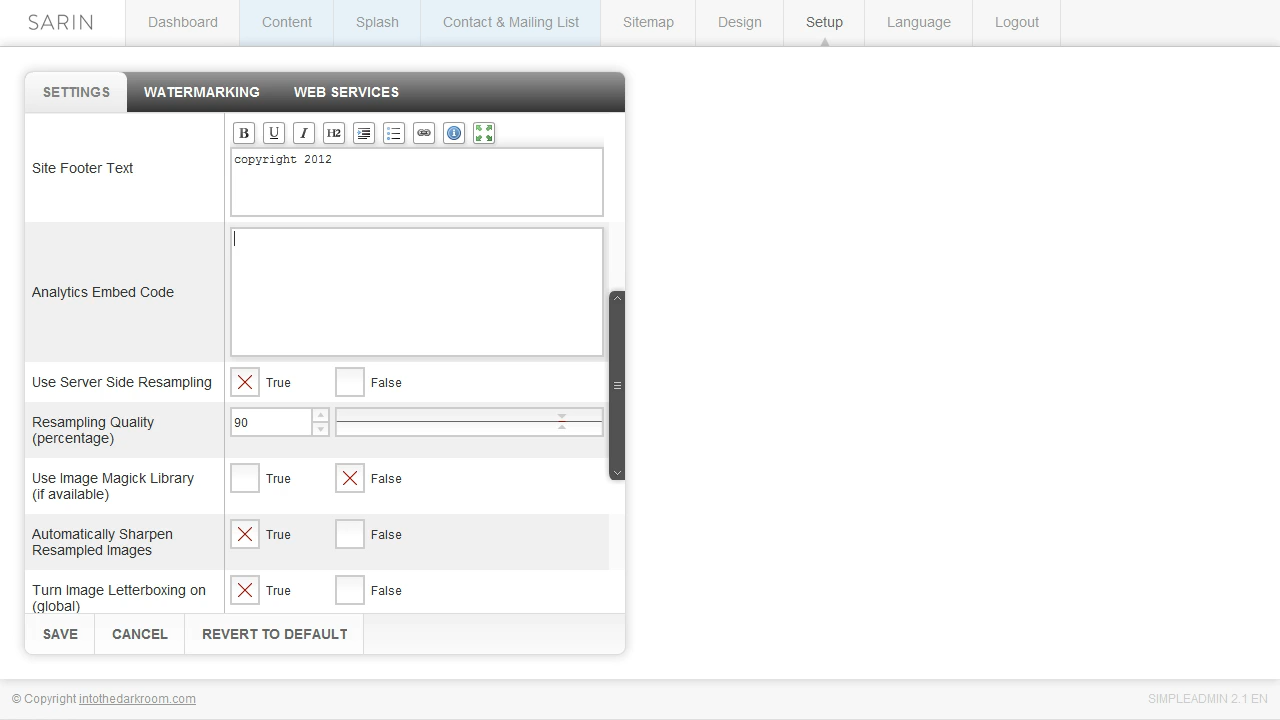 SARIN
Dashboard
Content
Splash
Contact & Mailing List
Sitemap
Design
Setup
Language
Logout
SETTINGS
WATERMARKING
WEB SERVICES
B
U
I
H2
Site Footer Text
copyright 2012
Analytics Embed Code
Use Server Side Resampling
True
False
Resampling Quality
(percentage)
90
Use Image Magick Library
(if available)
True
False
Automatically Sharpen
Resampled Images
True
False
Turn Image Letterboxing on
(global)
True
False
SAVE
CANCEL
REVERT TO DEFAULT
© Copyright intothedarkroom.com
SIMPLEADMIN 2.1 EN